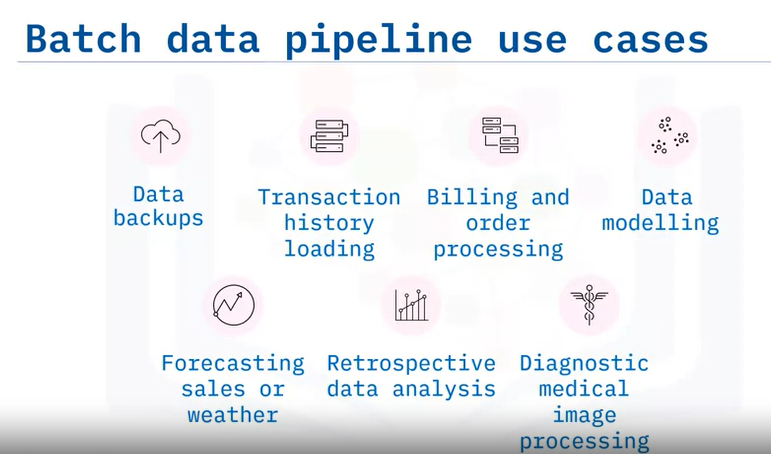 Batch data pipeline use cases
Data
backups
Transaction
history
loading
Billing and
order
processing
Data
modelling
Forecasting
sales or
weather
Retrospective
data analysis
Diagnostic
medical
image
processing